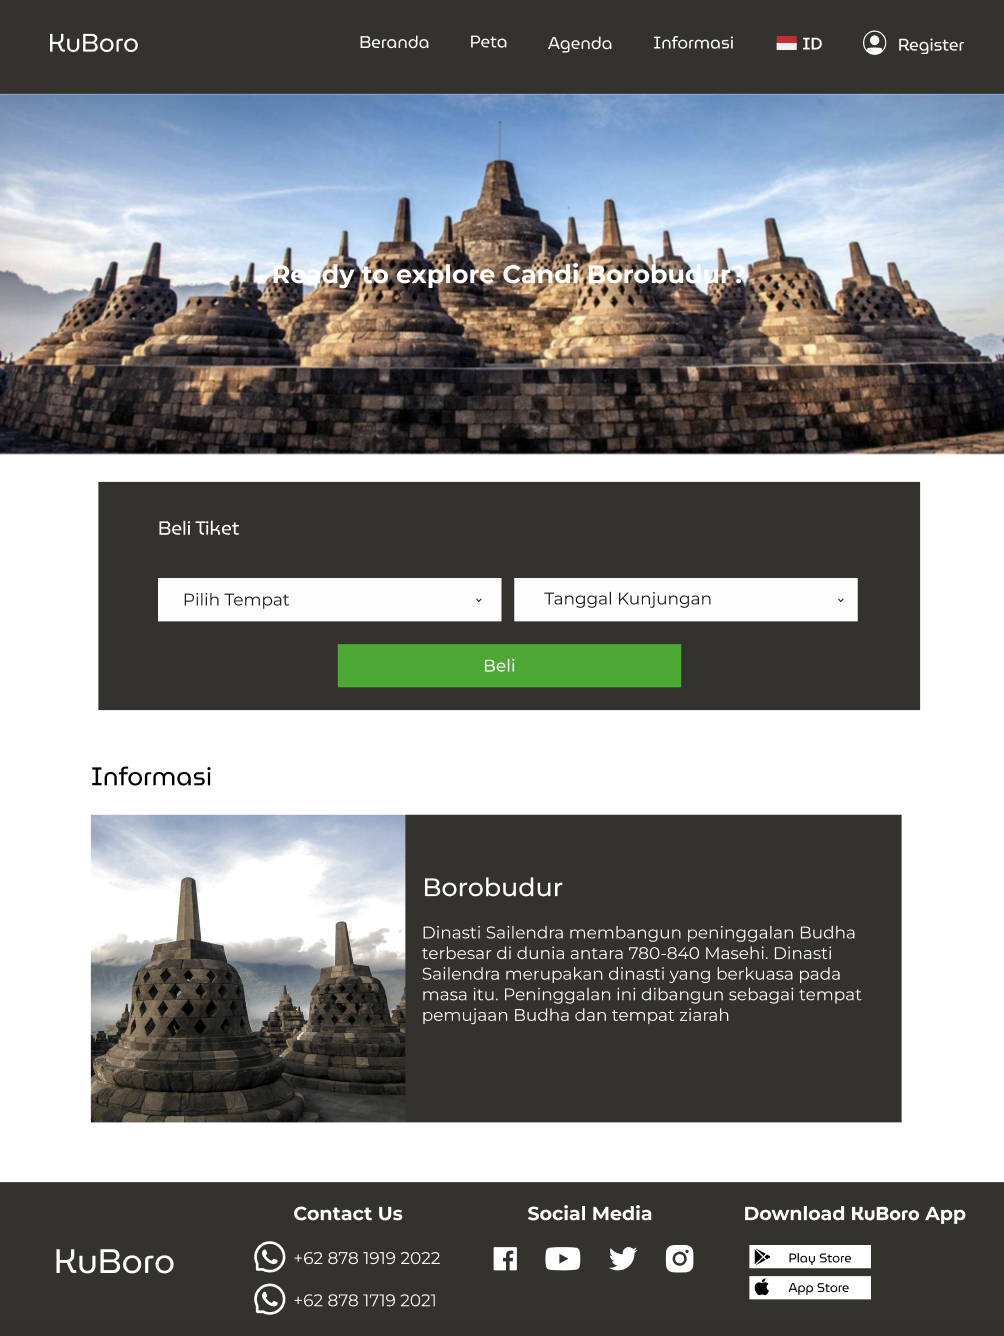 KuBoro
Beranda
Peta
Agenda
Informasi
ID
Register
Ready to explore Candi Borobudur?
Beli Tiket
Pilih Tempat
Tanggal Kunjungan
Beli
Informasi
Borobudur
Dinasti Sailendra membangun peninggalan Budha
terbesar di dunia antara 780-840 Masehi. Dinasti
Sailendra merupakan dinasti yang berkuasa pada
masa itu. Peninggalan ini dibangun sebagai tempat
pemujaan Budha dan tempat ziarah
KuBoro
Contact Us
+62 878 1919 2022
+62 878 1719 2021
Social Media
Download KuBoro App
Play Store
App Store